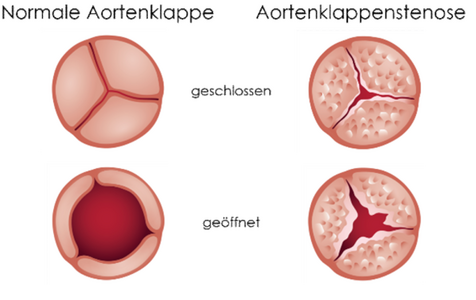 Normale Aortenklappe
Aortenklappenstenose
geschlossen
geöffnet